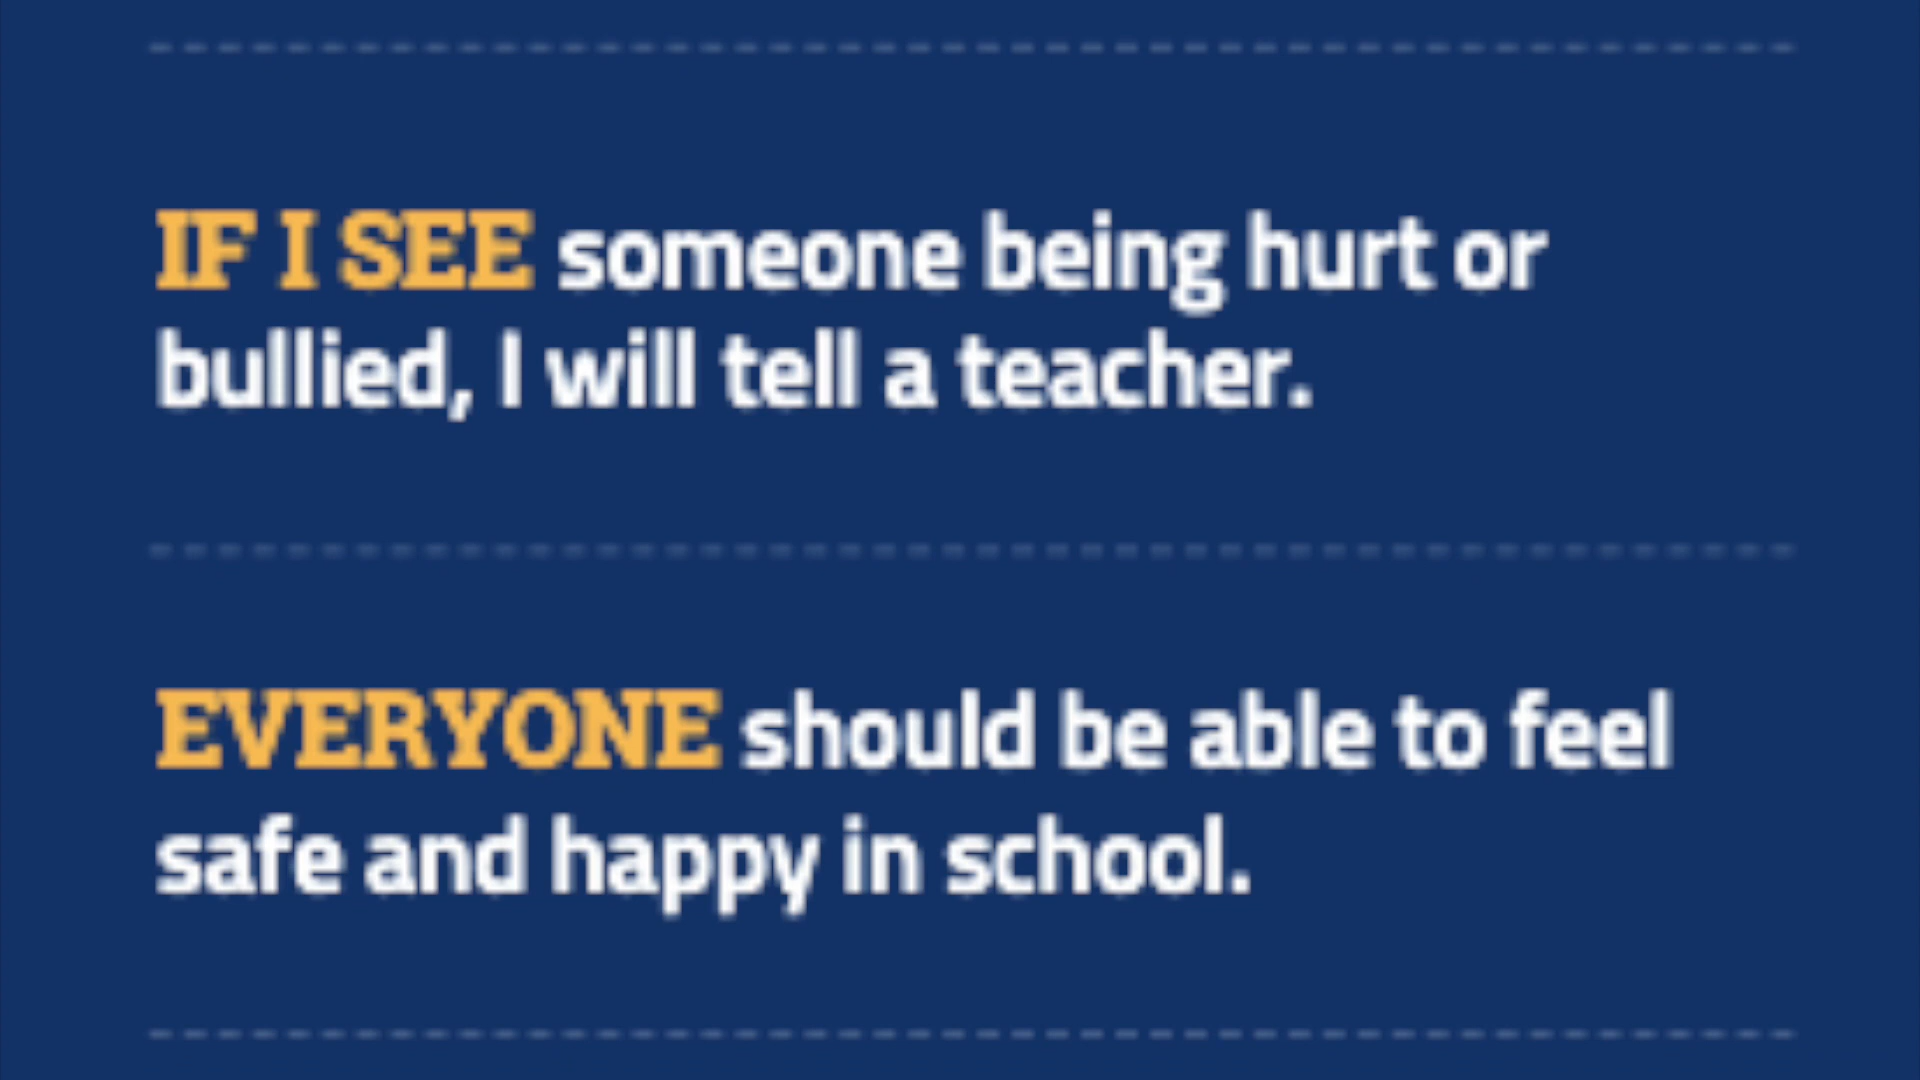 IF I SEE someone being hurt or
bullied, I will tell a teacher.
EVERYONE should be able to feel
safe and happy in school.